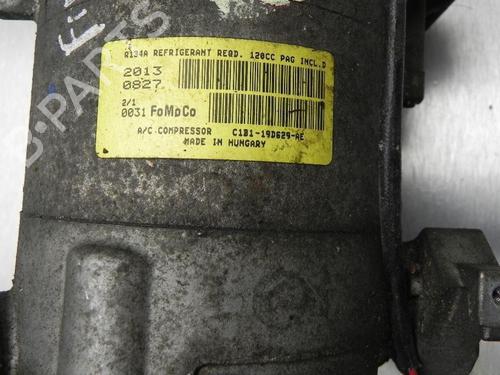 R134A REFRIGERANT REQD. 120CC PAG INCL.D
2013
0827
2/1
0031 FoMoCo
A/C COMPRESSOR C1B1-19D629-AE
MADE IN HUNGARY